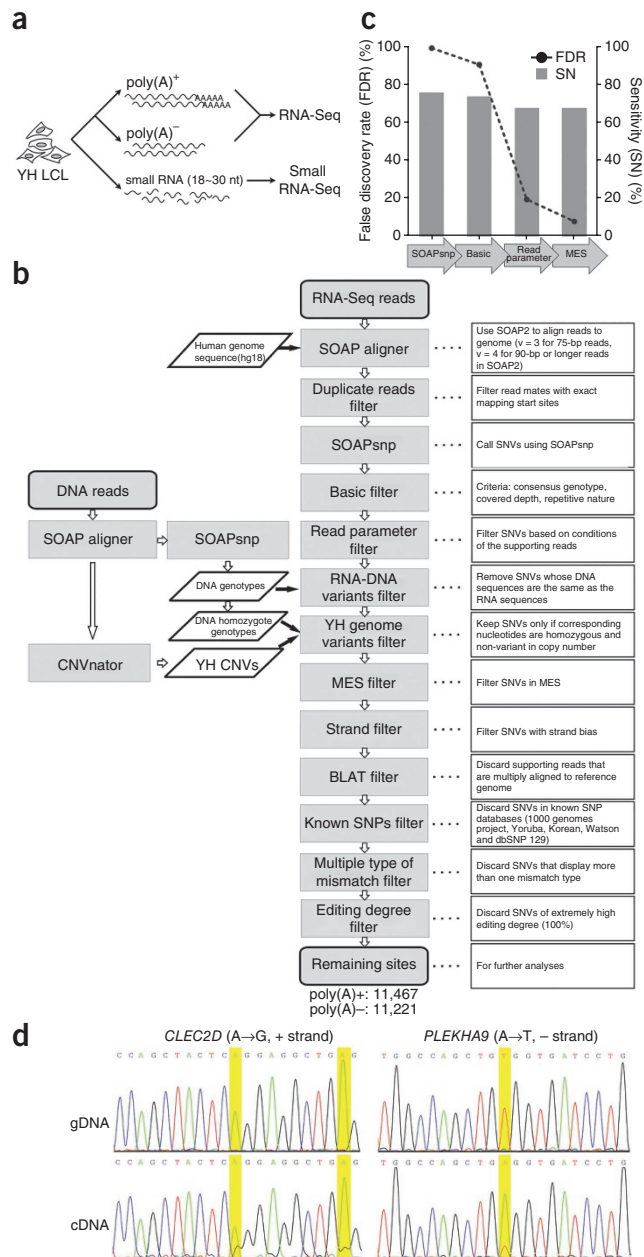 a
poly(A)+
AAAAA
AAAAA
poly(A)–
RNA-Seq
YH LCL
small RNA (18~30 nt)
Small
RNA-Seq
c
False discovery rate (FDR) (%)
100
80
60
40
20
0
FDR
SN
100
80
60
40
20
0
Sensitivity (SN) (%)
SOAPsnp
Basic
Read
parameter
MES
b
RNA-Seq reads
Human genome
sequence(hg18)
SOAP aligner
Use SOAP2 to align reads to
genome (v = 3 for 75-bp reads,
v = 4 for 90-bp or longer reads
in SOAP2)
Duplicate reads
filter
Filter read mates with exact
mapping start sites
SOAPsnp
Call SNVs using SOAPsnp
DNA reads
Basic filter
Criteria: consensus genotype,
covered depth, repetitive nature
SOAP aligner
SOAPsnp
Read parameter
filter
Filter SNVs based on conditions
of the supporting reads
DNA genotypes
RNA-DNA
variants filter
Remove SNVs whose DNA
sequences are the same as the
RNA sequences
DNA homozygote
genotypes
YH genome
variants filter
Keep SNVs only if corresponding
nucleotides are homozygous and
non-variant in copy number
CNVnator
YH CNVs
MES filter
Filter SNVs in MES
Strand filter
Filter SNVs with strand bias
BLAT filter
Discard supporting reads that
are multiply aligned to reference
genome
Known SNPs filter
Discard SNVs in known SNP
databases (1000 genomes
project, Yoruba, Korean, Watson
and dbSNP 129)
Multiple type of
mismatch filter
Discard SNVs that display more
than one mismatch type
Editing degree
filter
Discard SNVs of extremely high
editing degree (100%)
Remaining sites
For further analyses
poly(A)+: 11,467
poly(A)–: 11,221
d
CLEC2D (A→G, + strand)
PLEKHA9 (A→T, – strand)
C C A G C T A C T C A G G A G G C T G A G
T G G C C A G C T G T G G T G A T C C T G
gDNA
C C A G C T A C T C A G G A G G C T G A G
T G G C C A G C T G A G G T G A T C C T G
cDNA